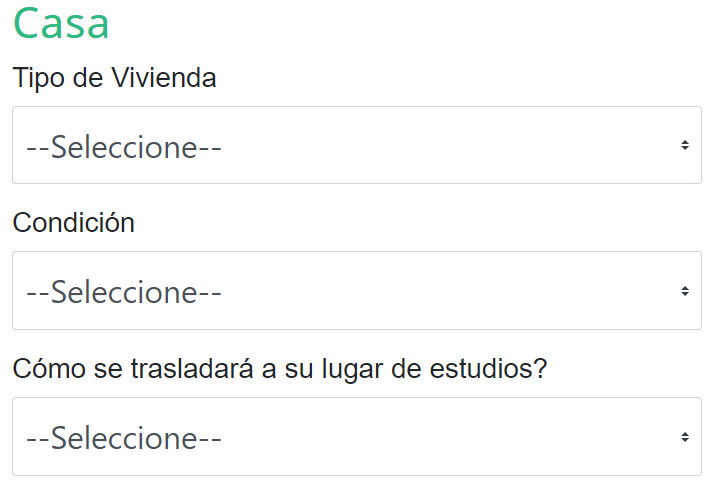 Casa
Tipo de Vivienda
--Seleccione--
Condición
--Seleccione--
Cómo se trasladará a su lugar de estudios?
--Seleccione--